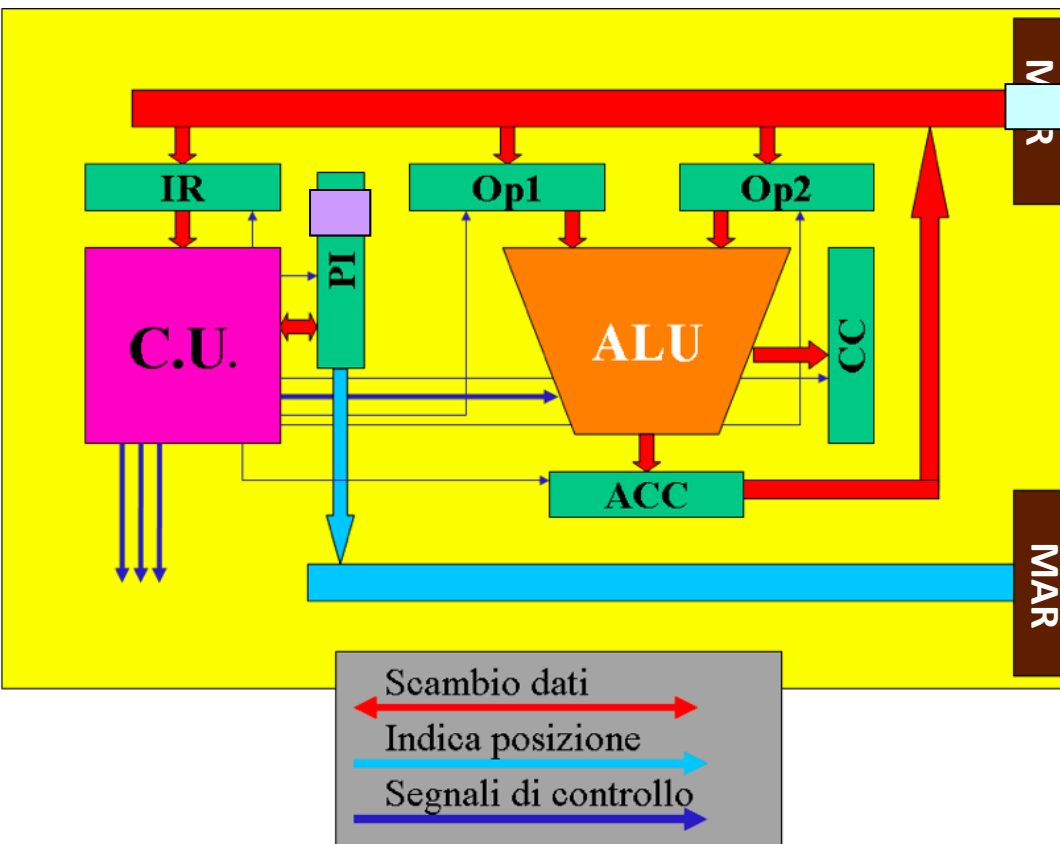 IR
Op1
Op2
PI
C.U.
ALU
CC
ACC
MAR
Scambio dati
Indica posizione
Segnali di controllo